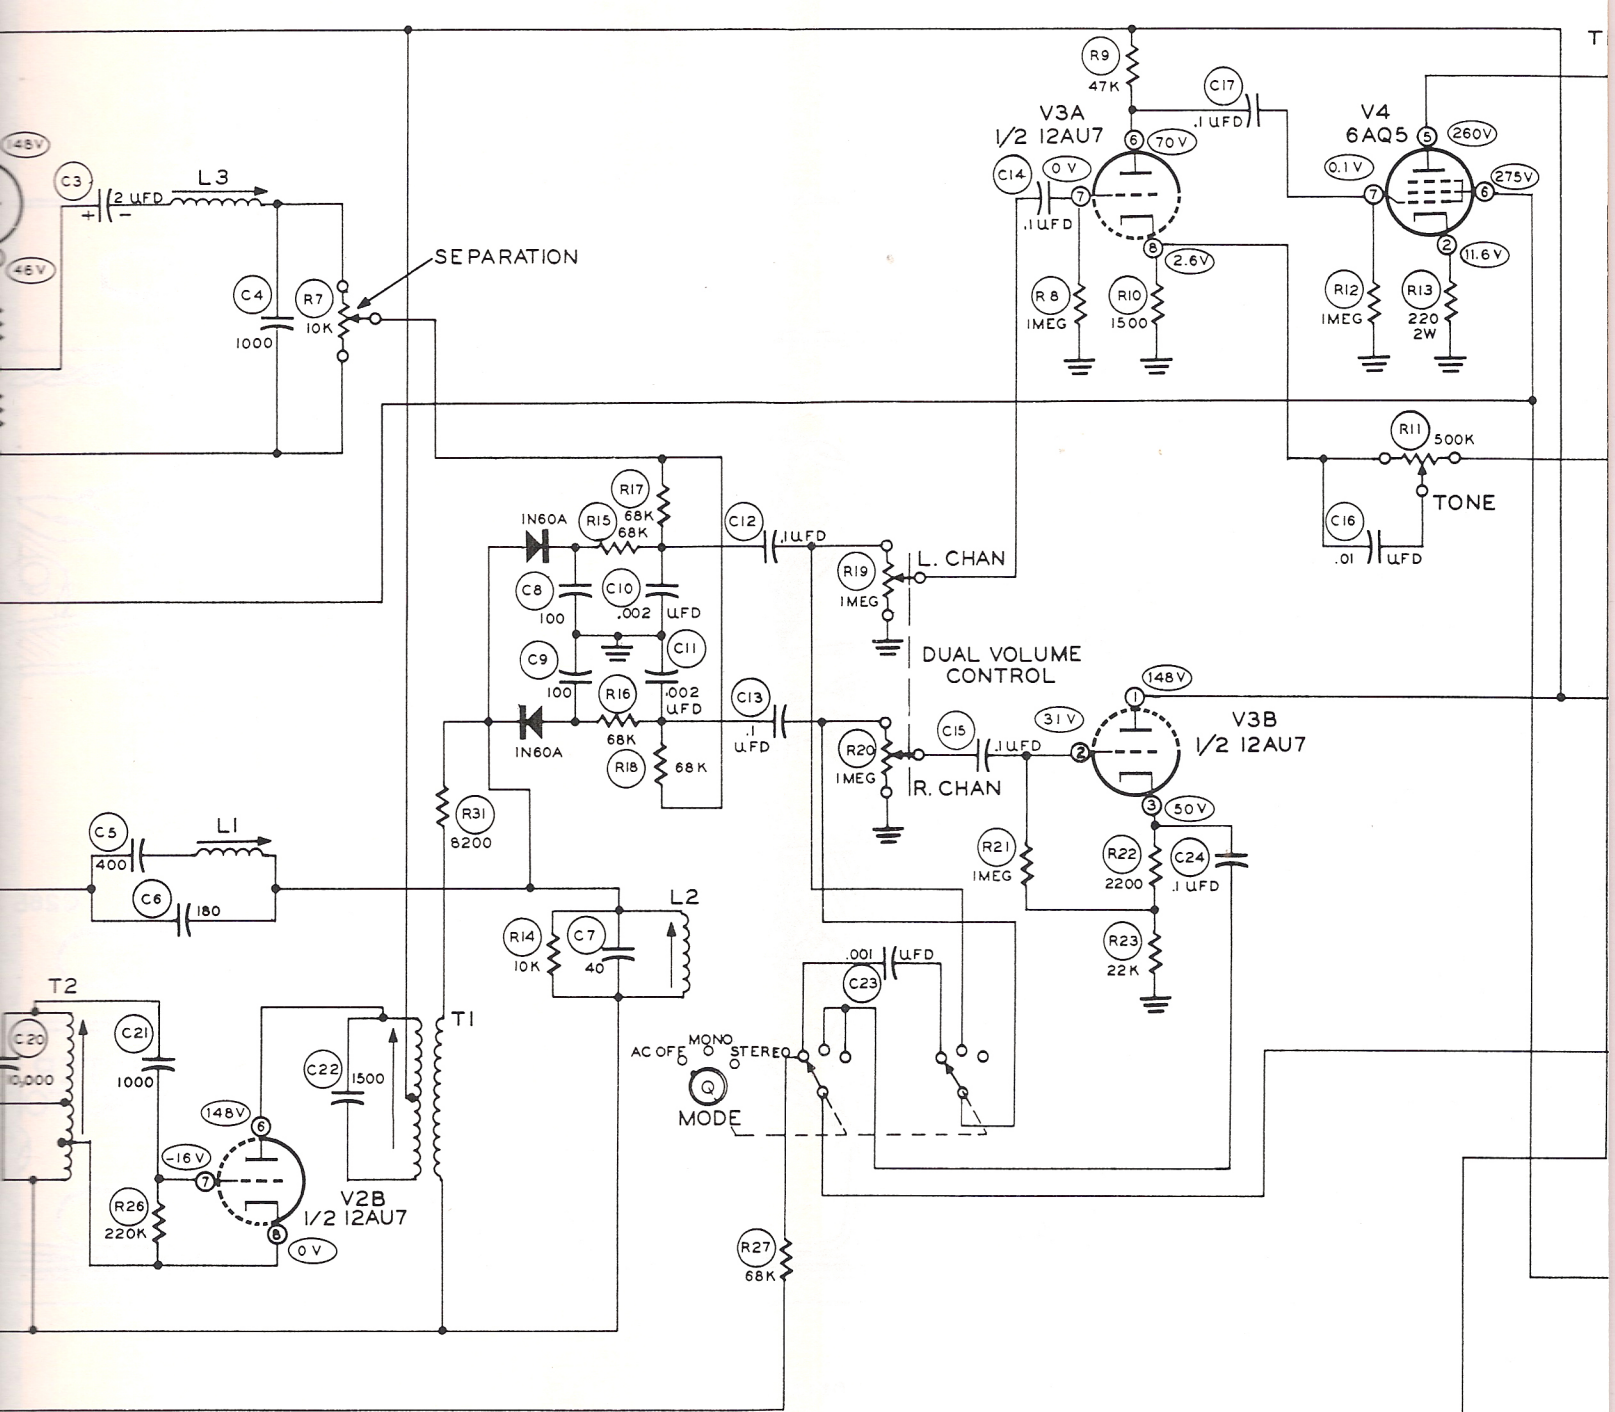 T
R9
47K
C17
.1 UFD
V3A
1/2 12AU7
6
70V
V4
6AQ5
5
260V
148V
C3
2 UFD
+ -
L3
C14
0V
7
.1UFD
0.1V
7
6
275V
46V
SEPARATION
8
2.6V
2
11.6V
C4
1000
R7
10K
R8
1MEG
R10
1500
R12
1MEG
R13
220
2W
R11
500K
TONE
C16
.01 UFD
R17
68K
1N60A
R15
68K
C12
.1UFD
C8
100
C10
.002 UFD
R19
1MEG
L. CHAN
C9
100
C11
.002
UFD
R16
68K
1N60A
R18
68K
C13
.1
UFD
DUAL VOLUME
CONTROL
R20
1MEG
R. CHAN
C15
.1UFD
31V
2
1
148V
V3B
1/2 12AU7
3
50V
R31
8200
C5
400
L1
C6
180
R21
1MEG
R22
2200
C24
.1 UFD
R23
22K
L2
R14
10K
C7
40
.001 UFD
C23
T2
C20
10,000
C21
1000
T1
C22
1500
AC OFF
MONO
STEREO
MODE
148V
6
-16V
7
R26
220K
V2B
1/2 12AU7
8
0V
R27
68K